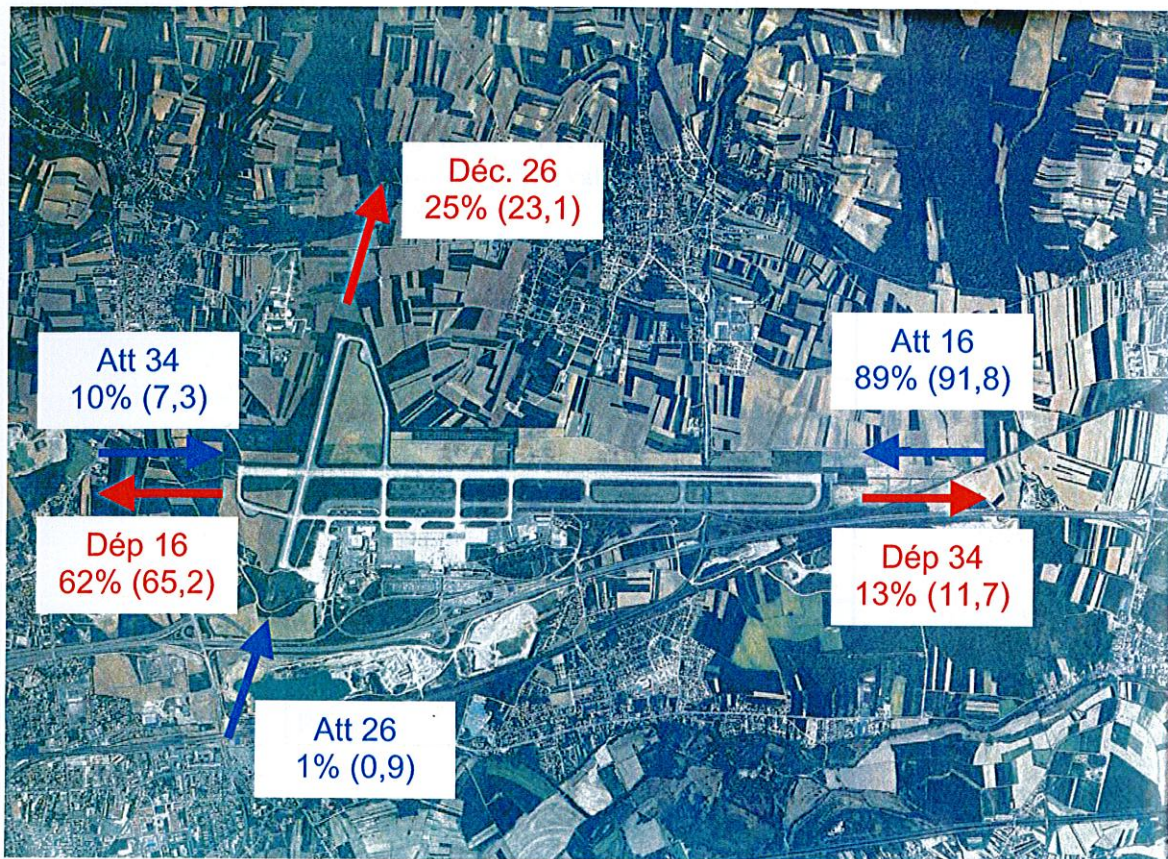 Déc. 26
25% (23,1)
Att 34
10% (7,3)
Att 16
89% (91,8)
Dép 16
62% (65,2)
Dép 34
13% (11,7)
Att 26
1% (0,9)